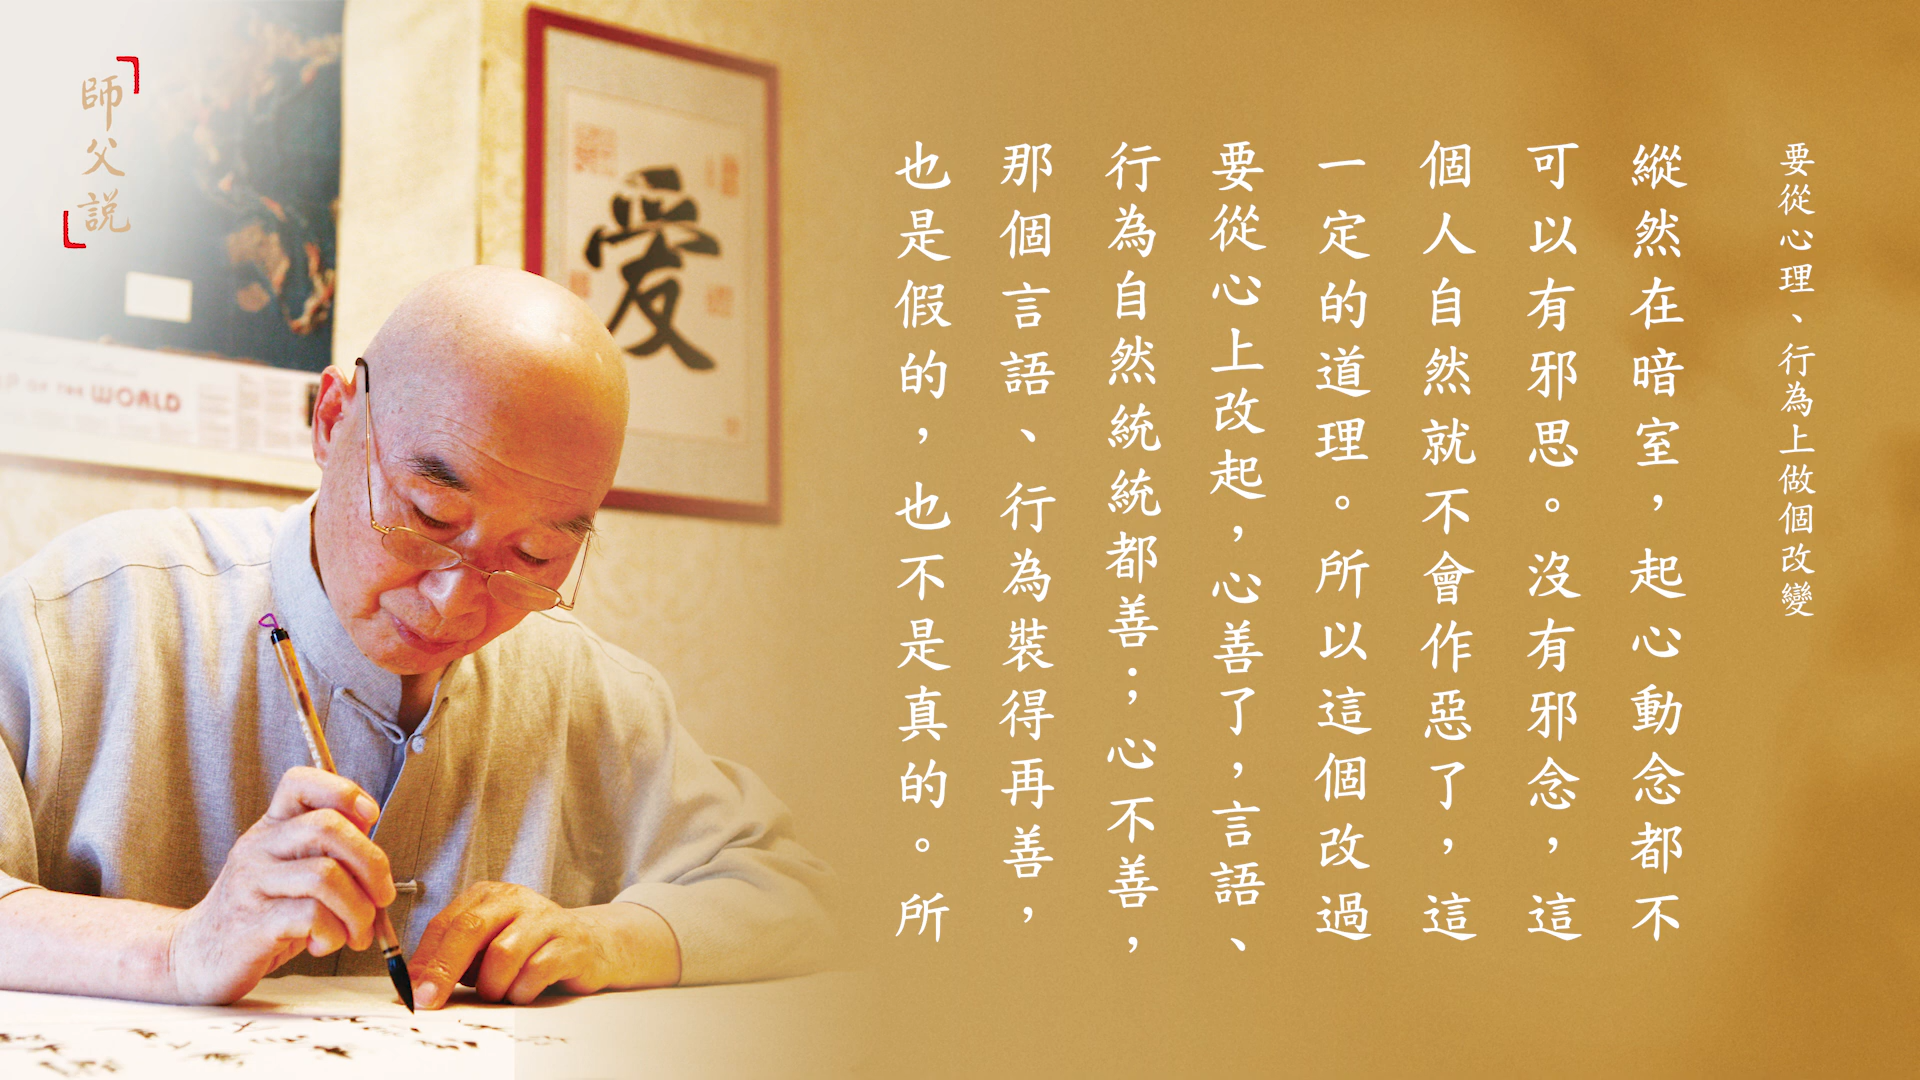 師父說
要從心理、行為上做個改變
縱然在暗室，起心動念都不
可以有邪思。沒有邪念，這
個人自然就不會作惡了，這
一定的道理。所以這個改過
要從心上改起，心善了，言語、
行為自然統統都善；心不善，
那個言語、行為裝得再善，
也是假的，也不是真的。所
愛
MAP OF THE WORLD